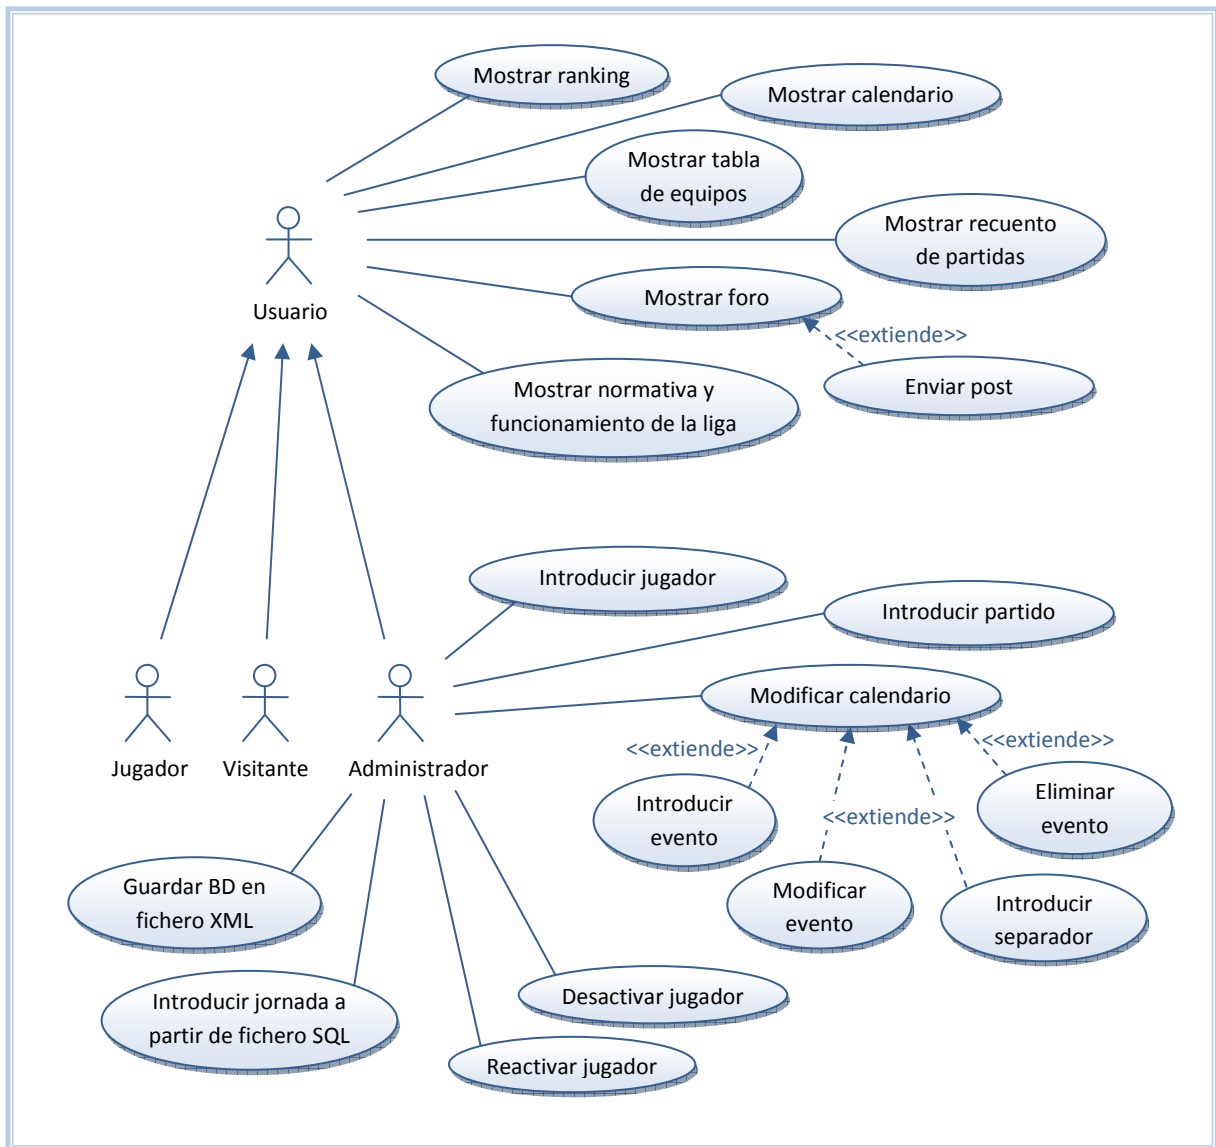 Mostrar ranking
Mostrar calendario
Mostrar tabla
de equipos
Mostrar recuento
de partidas
Usuario
Mostrar foro
<<extiende>>
Enviar post
Mostrar normativa y
funcionamiento de la liga
Introducir jugador
Introducir partido
Modificar calendario
Jugador
Visitante
Administrador
<<extiende>>
<<extiende>>
Introducir
evento
<<extiende>>
Eliminar
evento
Guardar BD en
fichero XML
Modificar
evento
Introducir
separador
Introducir jornada a
partir de fichero SQL
Desactivar jugador
Reactivar jugador